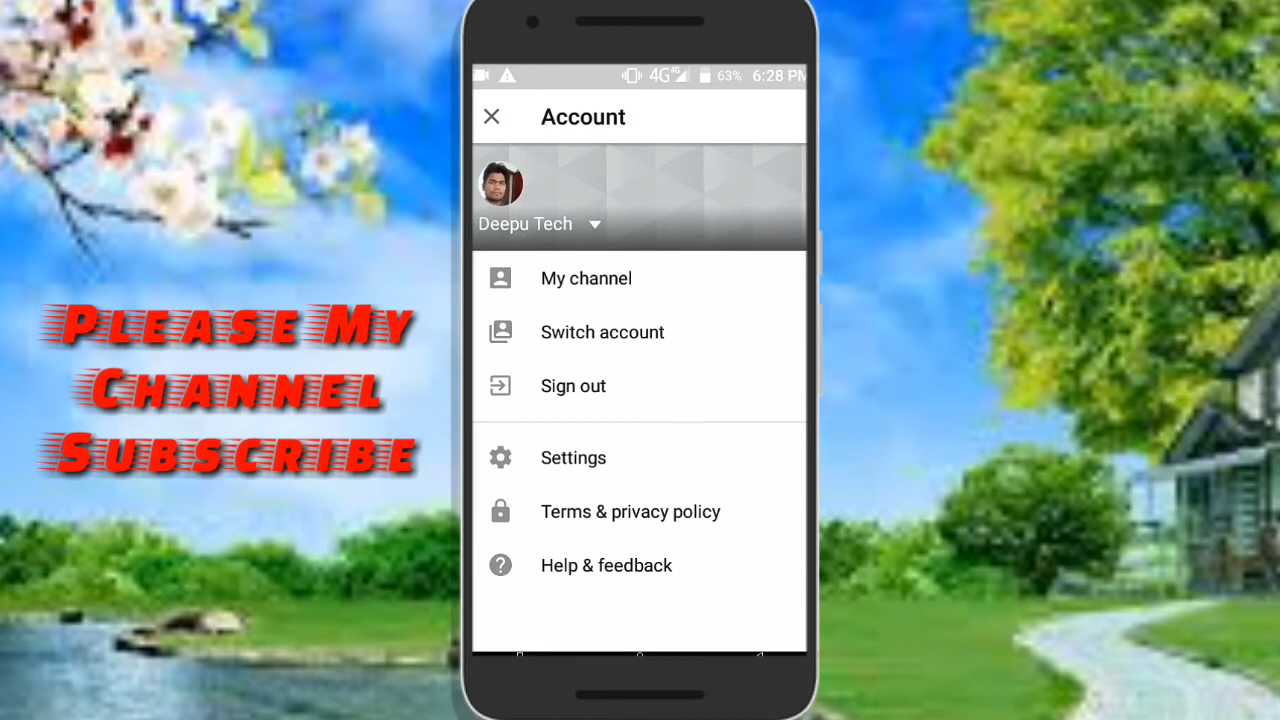 4G 4G 63% 6:28 PM
Account
Deepu Tech
My channel
Switch account
Sign out
Settings
Terms & privacy policy
Help & feedback
Please My
Channel
Subscribe